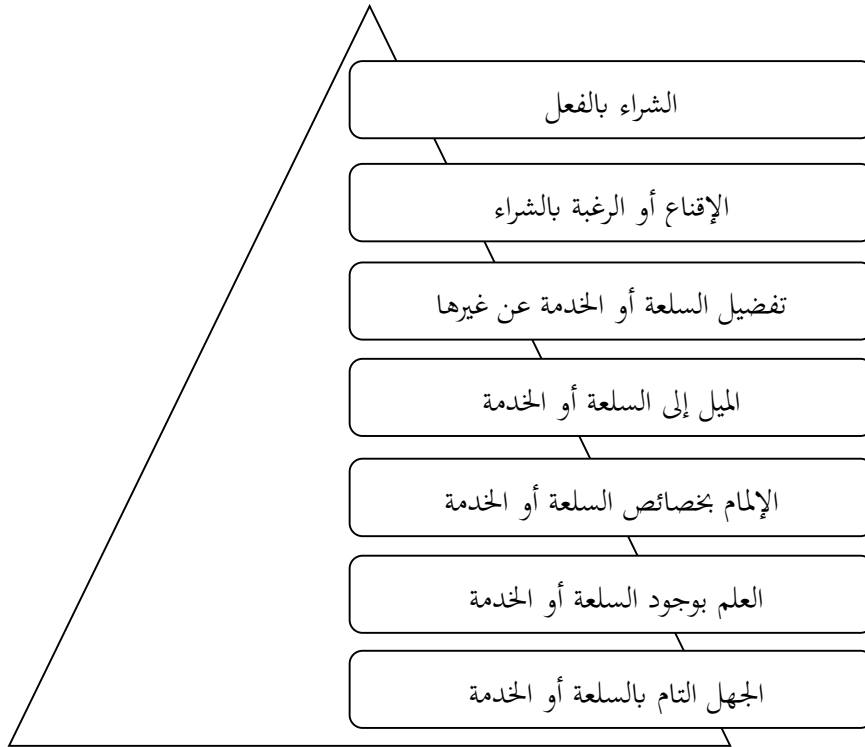 الشراء بالفعل
الإقناع أو الرغبة بالشراء
تفضيل السلعة أو الخدمة عن غيرها
الميل إلى السلعة أو الخدمة
الإلمام بخصائص السلعة أو الخدمة
العلم بوجود السلعة أو الخدمة
الجهل التام بالسلعة أو الخدمة